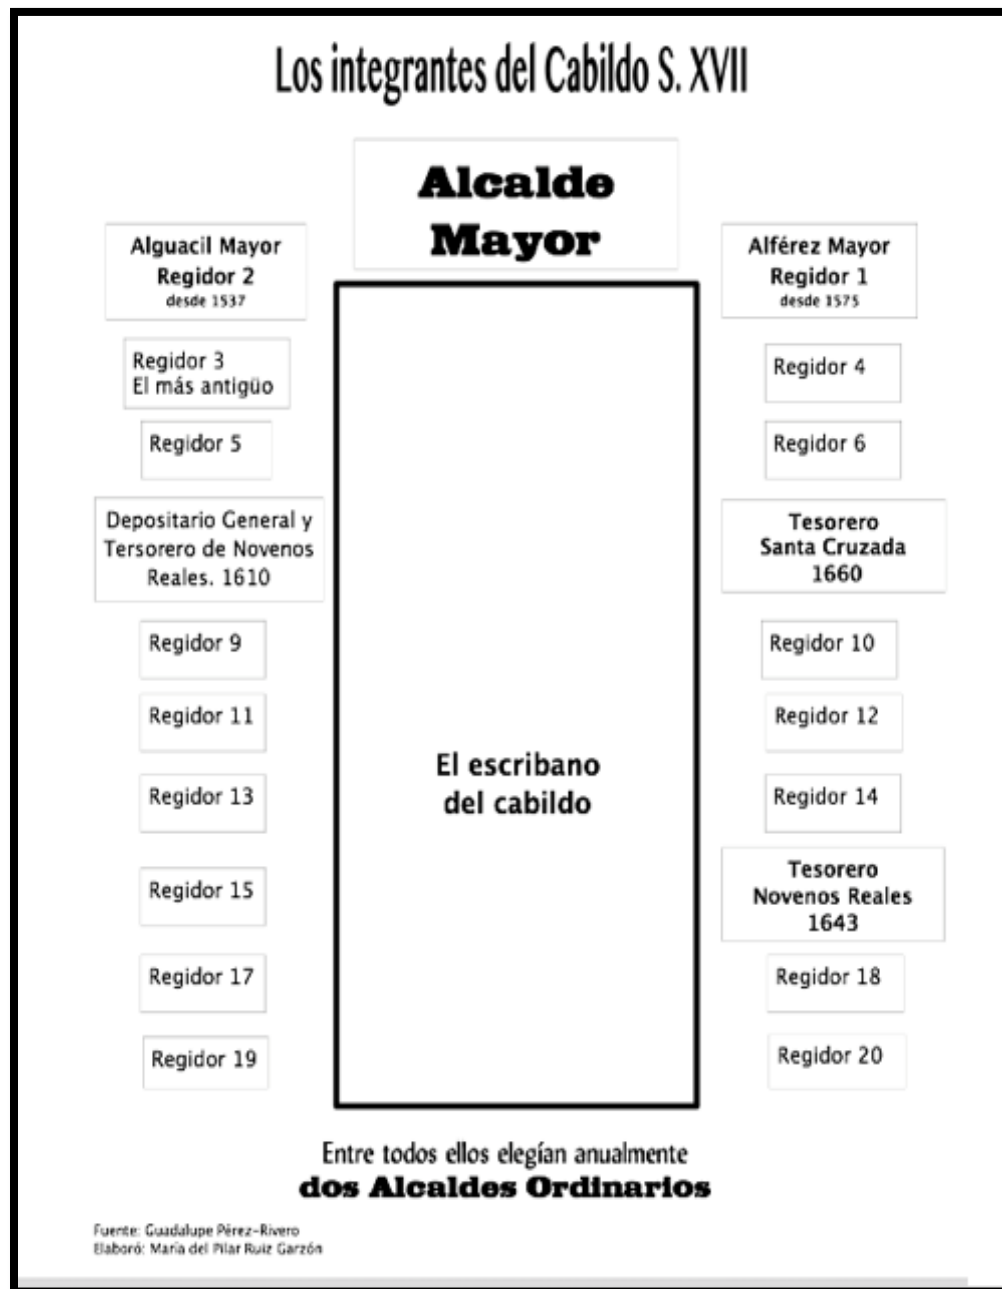 Los integrantes del Cabildo S. XVII
Alcalde
Mayor
Alguacil Mayor
Regidor 2
desde 1537
Alférez Mayor
Regidor 1
desde 1575
Regidor 3
El más antigüo
Regidor 4
Regidor 5
Regidor 6
Depositario General y
Tersorero de Novenos
Reales. 1610
Tesorero
Santa Cruzada
1660
Regidor 9
Regidor 10
Regidor 11
Regidor 12
El escribano
del cabildo
Regidor 13
Regidor 14
Regidor 15
Tesorero
Novenos Reales
1643
Regidor 17
Regidor 18
Regidor 19
Regidor 20
Entre todos ellos elegían anualmente
dos Alcaldes Ordinarios
Fuente: Guadalupe Pérez-Rivero
Elaboró: María del Pilar Ruiz Garzón